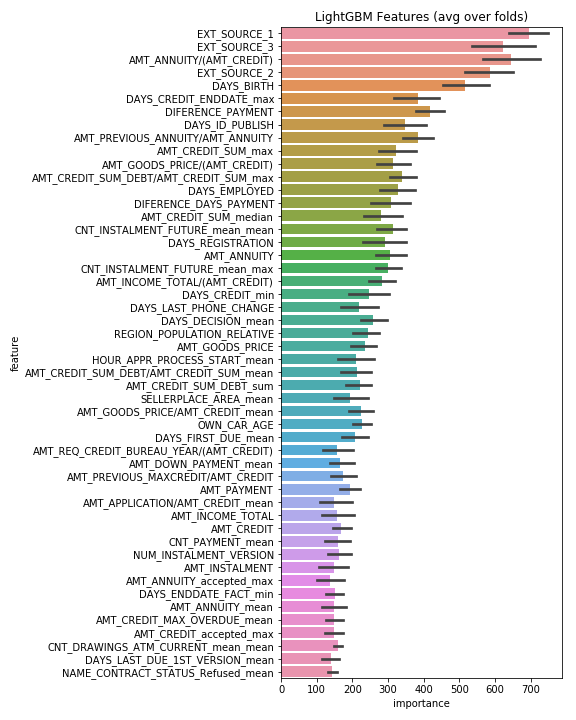 LightGBM Features (avg over folds)
EXT_SOURCE_1
EXT_SOURCE_3
AMT_ANNUITY/(AMT_CREDIT)
EXT_SOURCE_2
DAYS_BIRTH
DAYS_CREDIT_ENDDATE_max
DIFERENCE_PAYMENT
DAYS_ID_PUBLISH
AMT_PREVIOUS_ANNUITY/AMT_ANNUITY
AMT_CREDIT_SUM_max
AMT_GOODS_PRICE/(AMT_CREDIT)
AMT_CREDIT_SUM_DEBT/AMT_CREDIT_SUM_max
DAYS_EMPLOYED
DIFERENCE_DAYS_PAYMENT
AMT_CREDIT_SUM_median
CNT_INSTALMENT_FUTURE_mean_mean
DAYS_REGISTRATION
AMT_ANNUITY
CNT_INSTALMENT_FUTURE_mean_max
AMT_INCOME_TOTAL/(AMT_CREDIT)
DAYS_CREDIT_min
DAYS_LAST_PHONE_CHANGE
DAYS_DECISION_mean
REGION_POPULATION_RELATIVE
AMT_GOODS_PRICE
HOUR_APPR_PROCESS_START_mean
AMT_CREDIT_SUM_DEBT/AMT_CREDIT_SUM_mean
AMT_CREDIT_SUM_DEBT_sum
SELLERPLACE_AREA_mean
AMT_GOODS_PRICE/AMT_CREDIT_mean
OWN_CAR_AGE
DAYS_FIRST_DUE_mean
AMT_REQ_CREDIT_BUREAU_YEAR/(AMT_CREDIT)
AMT_DOWN_PAYMENT_mean
AMT_PREVIOUS_MAXCREDIT/AMT_CREDIT
AMT_PAYMENT
AMT_APPLICATION/AMT_CREDIT_mean
AMT_INCOME_TOTAL
AMT_CREDIT
CNT_PAYMENT_mean
NUM_INSTALMENT_VERSION
AMT_INSTALMENT
AMT_ANNUITY_accepted_max
DAYS_ENDDATE_FACT_min
AMT_ANNUITY_mean
AMT_CREDIT_MAX_OVERDUE_mean
AMT_CREDIT_accepted_max
CNT_DRAWINGS_ATM_CURRENT_mean_mean
DAYS_LAST_DUE_1ST_VERSION_mean
NAME_CONTRACT_STATUS_Refused_mean
feature
0 100 200 300 400 500 600 700
importance